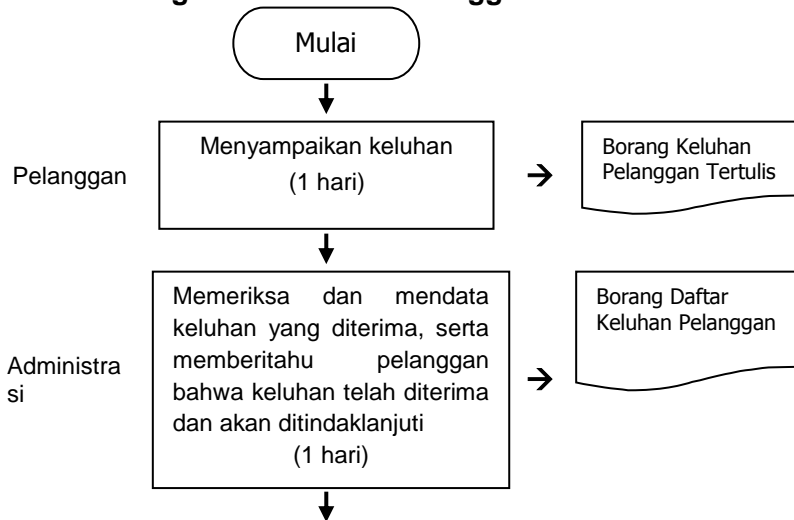 Mulai
Pelanggan
Menyampaikan keluhan
(1 hari)
Borang Keluhan
Pelanggan Tertulis
Administra
si
Memeriksa dan mendata
keluhan yang diterima, serta
memberitahu pelanggan
bahwa keluhan telah diterima
dan akan ditindaklanjuti
(1 hari)
Borang Daftar
Keluhan Pelanggan